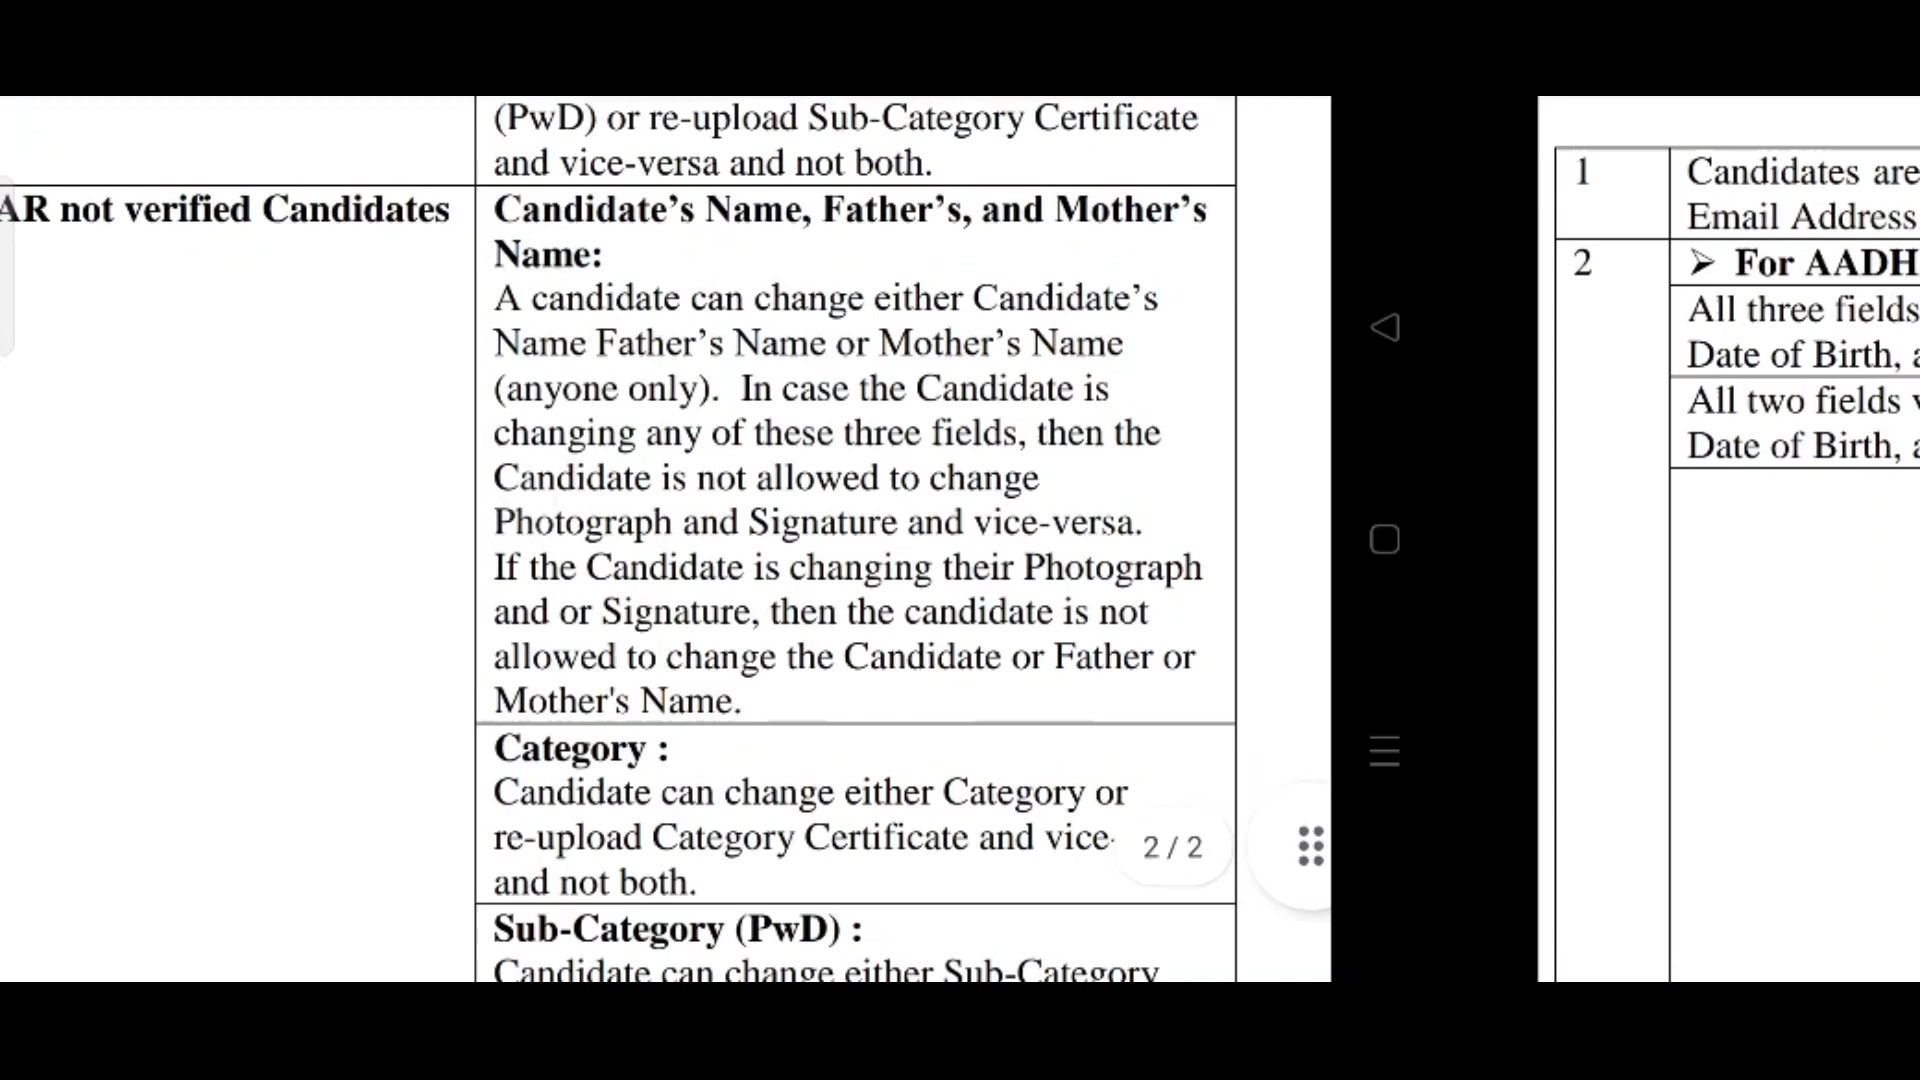 (PwD) or re-upload Sub-Category Certificate
and vice-versa and not both.
AR not verified Candidates
Candidate’s Name, Father’s, and Mother’s
Name:
A candidate can change either Candidate’s
Name Father’s Name or Mother’s Name
(anyone only). In case the Candidate is
changing any of these three fields, then the
Candidate is not allowed to change
Photograph and Signature and vice-versa.
If the Candidate is changing their Photograph
and or Signature, then the candidate is not
allowed to change the Candidate or Father or
Mother's Name.
Category :
Candidate can change either Category or
re-upload Category Certificate and vice-
and not both.
2 / 2
Sub-Category (PwD) :
Candidate can change either Sub-Category
1
Candidates are
Email Address
2
➢ For AADH
All three fields
Date of Birth,
All two fields
Date of Birth,